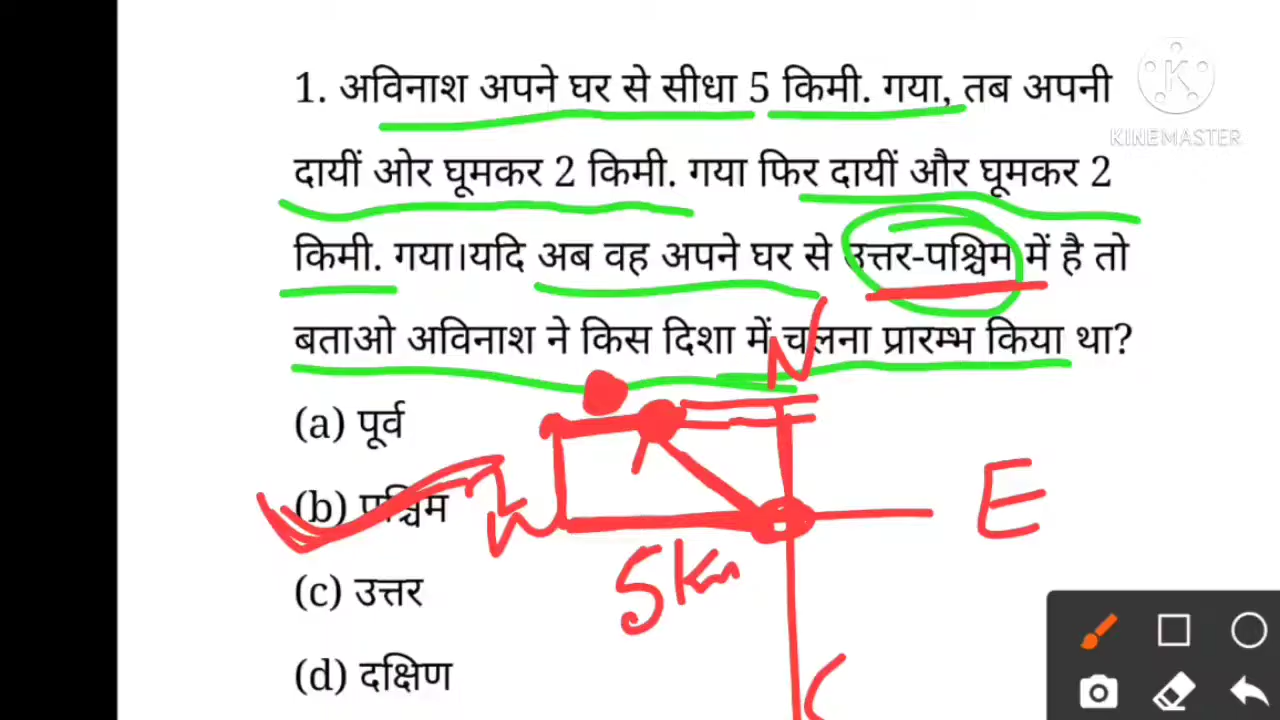 1. अविनाश अपने घर से सीधा 5 किमी. गया, तब अपनी
दायीं ओर घूमकर 2 किमी. गया फिर दायीं और घूमकर 2
किमी. गया।यदि अब वह अपने घर से उत्तर-पश्चिम में है तो
बताओ अविनाश ने किस दिशा में चलना प्रारम्भ किया था?
(a) पूर्व
(b) पश्चिम
(c) उत्तर
(d) दक्षिण
N
W
E
5km
K
KINEMASTER